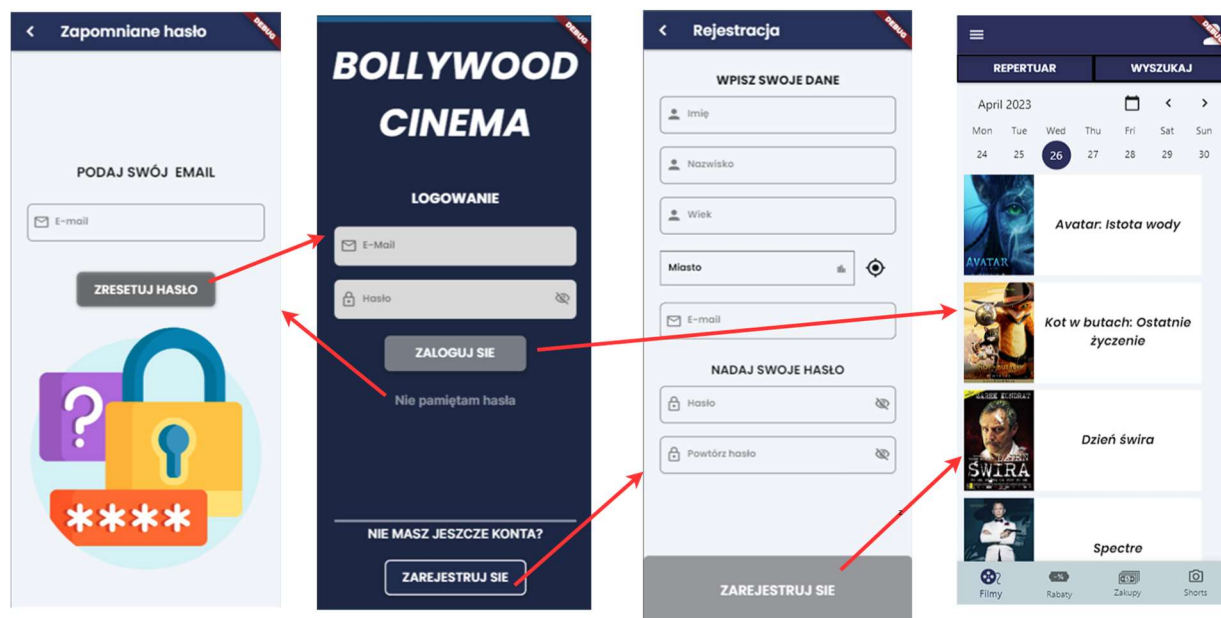 Zapomniane hasło
DEBUG
PODAJ SWÓJ EMAIL
E-mail
ZRESETUJ HASŁO
?
****
DEBUG
BOLLYWOOD
CINEMA
LOGOWANIE
E-Mail
Hasło
ZALOGUJ SIE
Nie pamiętam hasła
NIE MASZ JESZCZE KONTA?
ZAREJESTRUJ SIE
Rejestracja
DEBUG
WPISZ SWOJE DANE
Imię
Nazwisko
Wiek
Miasto
E-mail
NADAJ SWOJE HASŁO
Hasło
Powtórz hasło
z
ZAREJESTRUJ SIE
DEBUG
REPERTUAR WYSZUKAJ
April 2023
Mon Tue Wed Thu Fri Sat Sun
24 25 26 27 28 29 30
AVATAR
Avatar: Istota wody
Kot w butach: Ostatnie
życzenie
MAREK KONDRAT
DZIEŃ
ŚWIRA
Dzień świra
Spectre
Filmy Rabaty Zakupy Shorts